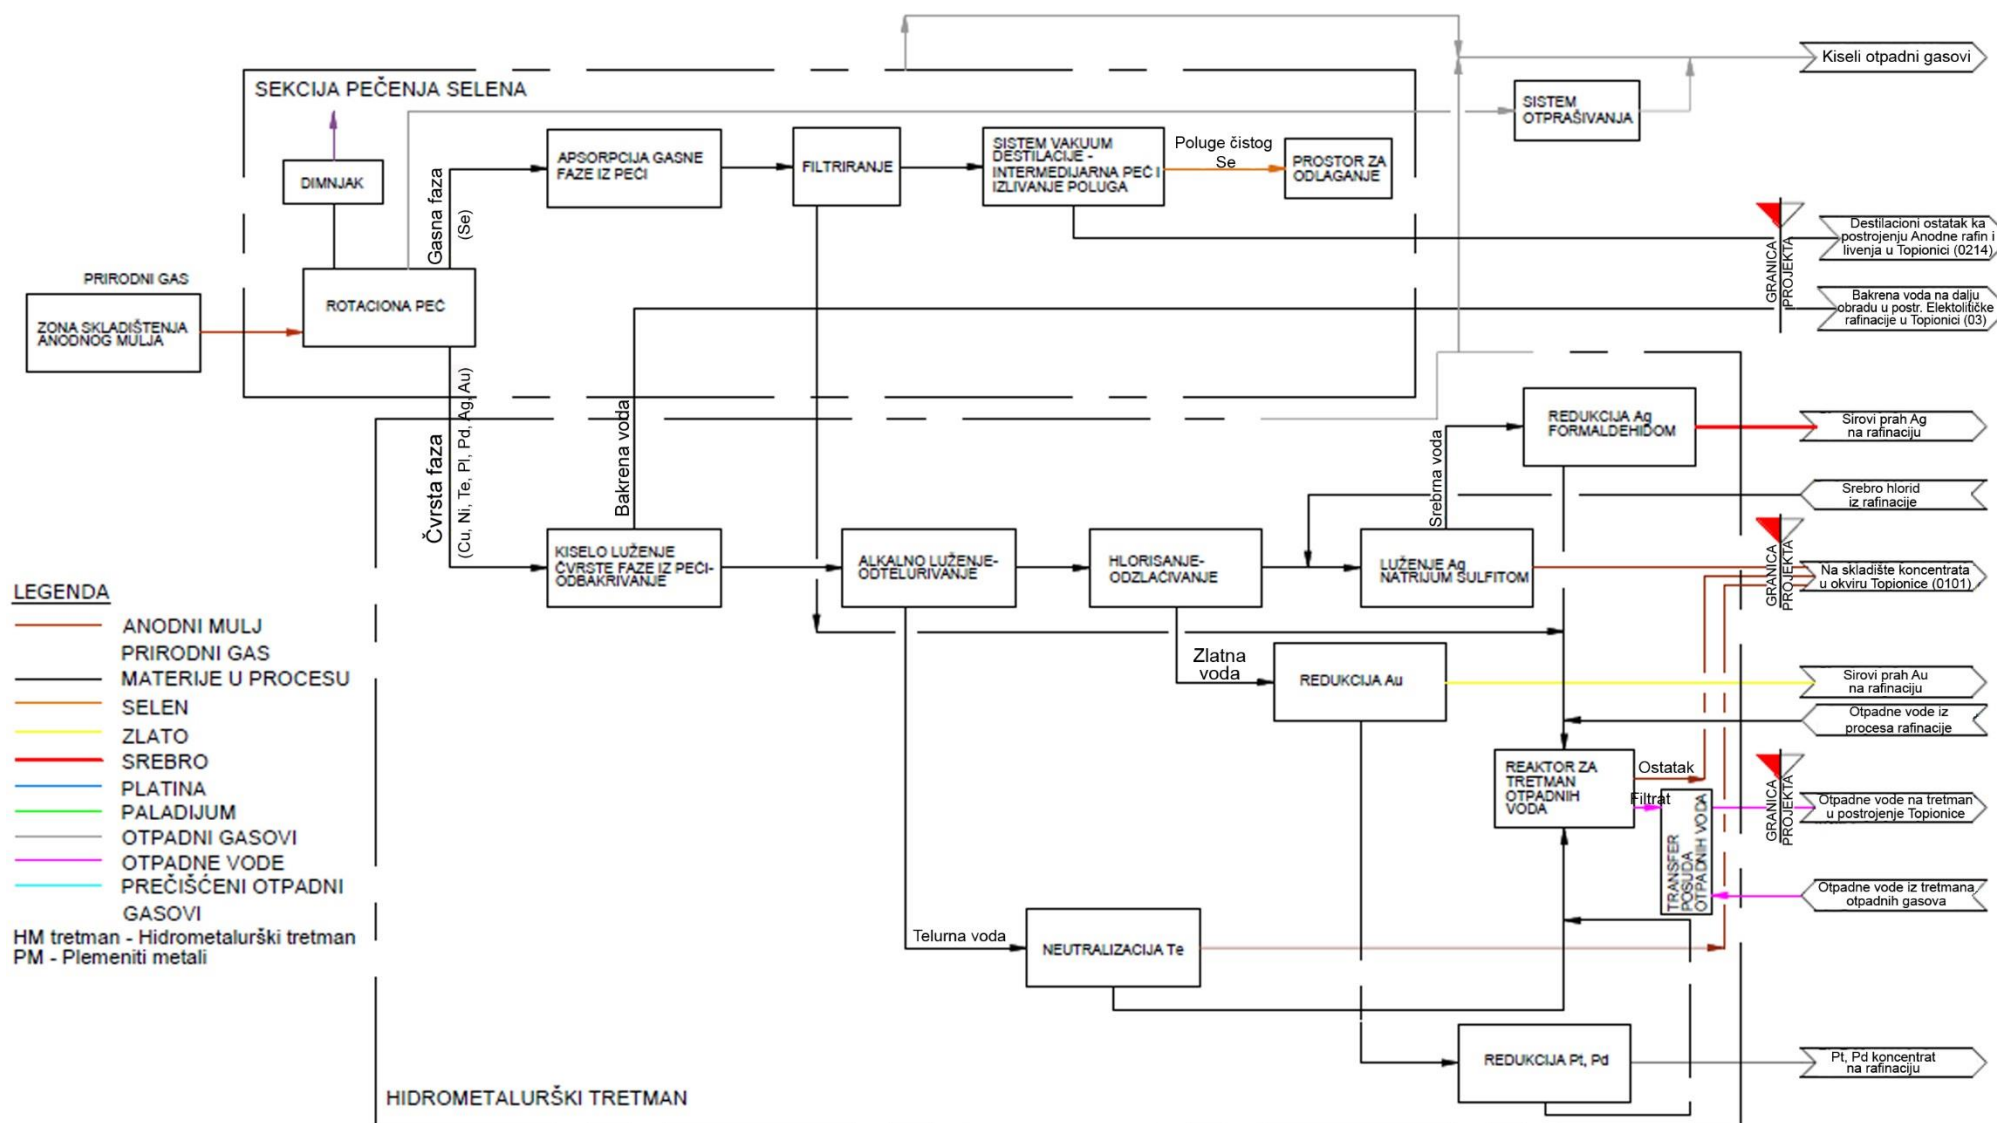 Kiseli otpadni gasovi
SEKCIJA PEČENJA SELENA
SISTEM
OTPRAŠIVANJA
DIMNJAK
Gasna faza
(Se)
APSORPCIJA GASNE
FAZE IZ PEĆI
FILTRIRANJE
SISTEM VAKUUM
DESTILACIJE -
INTERMEDIJARNA PEĆ I
IZLIVANJE POLUGA
Poluge čistog
Se
PROSTOR ZA
ODLAGANJE
GRANICA
PROJEKTA
Destilacioni ostatak ka
postrojenju Anodne rafin i
livenja u Topionici (0214)
PRIRODNI GAS
ZONA SKLADIŠTENJA
ANODNOG MULJA
ROTACIONA PEĆ
Bakrena voda na dalju
obradu u postr. Elektolitičke
rafinacije u Topionici (03)
Čvrsta faza
(Cu, Ni, Te, Pl, Pd, Ag, Au)
Bakrena voda
Srebrna voda
REDUKCIJA Ag
FORMALDEHIDOM
Sirovi prah Ag
na rafinaciju
Srebro hlorid
iz rafinacije
KISELO LUŽENJE
ČVRSTE FAZE IZ PEĆI-
ODBAKRIVANJE
ALKALNO LUŽENJE-
ODTELURIVANJE
HLORISANJE-
ODZLAĆIVANJE
LUŽENJE Ag
NATRIJUM SULFITOM
GRANICA
PROJEKTA
Na skladište koncentrata
u okviru Topionice (0101)
LEGENDA
ANODNI MULJ
PRIRODNI GAS
MATERIJE U PROCESU
SELEN
ZLATO
SREBRO
PLATINA
PALADIJUM
OTPADNI GASOVI
OTPADNE VODE
PREČIŠĆENI OTPADNI
GASOVI
HM tretman - Hidrometalurški tretman
PM - Plemeniti metali
Zlatna
voda
REDUKCIJA Au
Sirovi prah Au
na rafinaciju
Otpadne vode iz
procesa rafinacije
REAKTOR ZA
TRETMAN
OTPADNIH
VODA
Ostatak
Filtrat
TRANSFER
POSUDA
OTPADNIH VODA
GRANICA
PROJEKTA
Otpadne vode na tretman
u postrojenje Topionice
Otpadne vode iz tretmana
otpadnih gasova
Telurna voda
NEUTRALIZACIJA Te
REDUKCIJA Pt, Pd
Pt, Pd koncentrat
na rafinaciju
HIDROMETALURŠKI TRETMAN